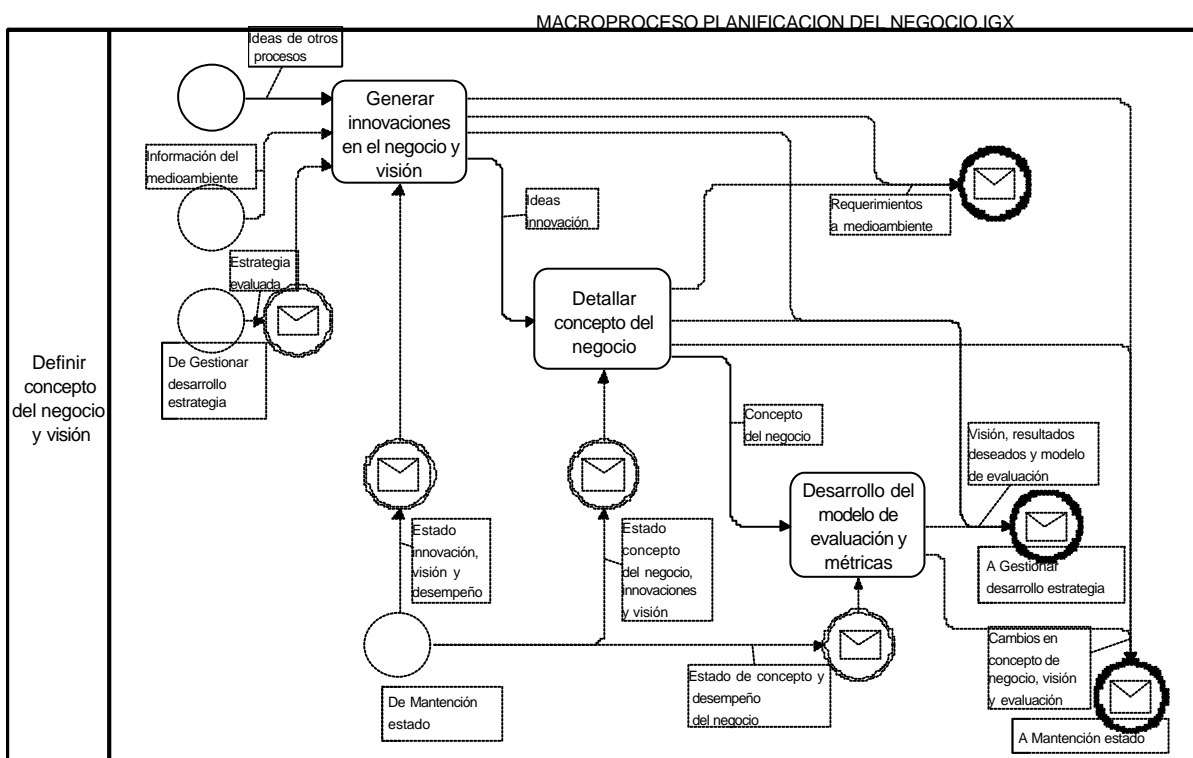 MACROPROCESO PLANIFICACION DEL NEGOCIO.IGX
Definir
concepto
del negocio
y visión
Ideas de otros
procesos
Generar
innovaciones
en el negocio y
visión
Información del
medioambiente
Ideas
innovación
Requerimientos
a medioambiente
Estrategia
evaluada
Detallar
concepto del
negocio
De Gestionar
desarrollo
estrategia
Concepto
del negocio
Visión, resultados
deseados y modelo
de evaluación
Desarrollo del
modelo de
evaluación y
métricas
Estado
innovación,
visión y
desempeño
Estado
concepto
del negocio,
innovaciones
y visión
A Gestionar
desarrollo estrategia
Cambios en
concepto de
negocio, visión
y evaluación
Estado de concepto y
desempeño
del negocio
De Mantención
estado
A Mantención estado